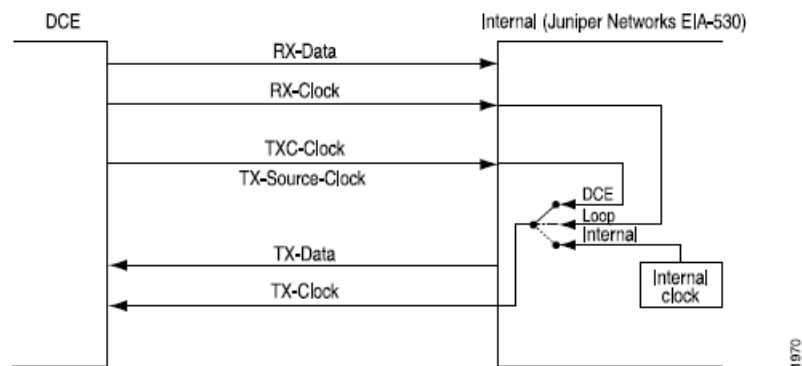 DCE
Internal (Juniper Networks EIA-530)
RX-Data
RX-Clock
TXC-Clock
TX-Source-Clock
DCE
Loop
Internal
TX-Data
TX-Clock
Internal
clock
1970